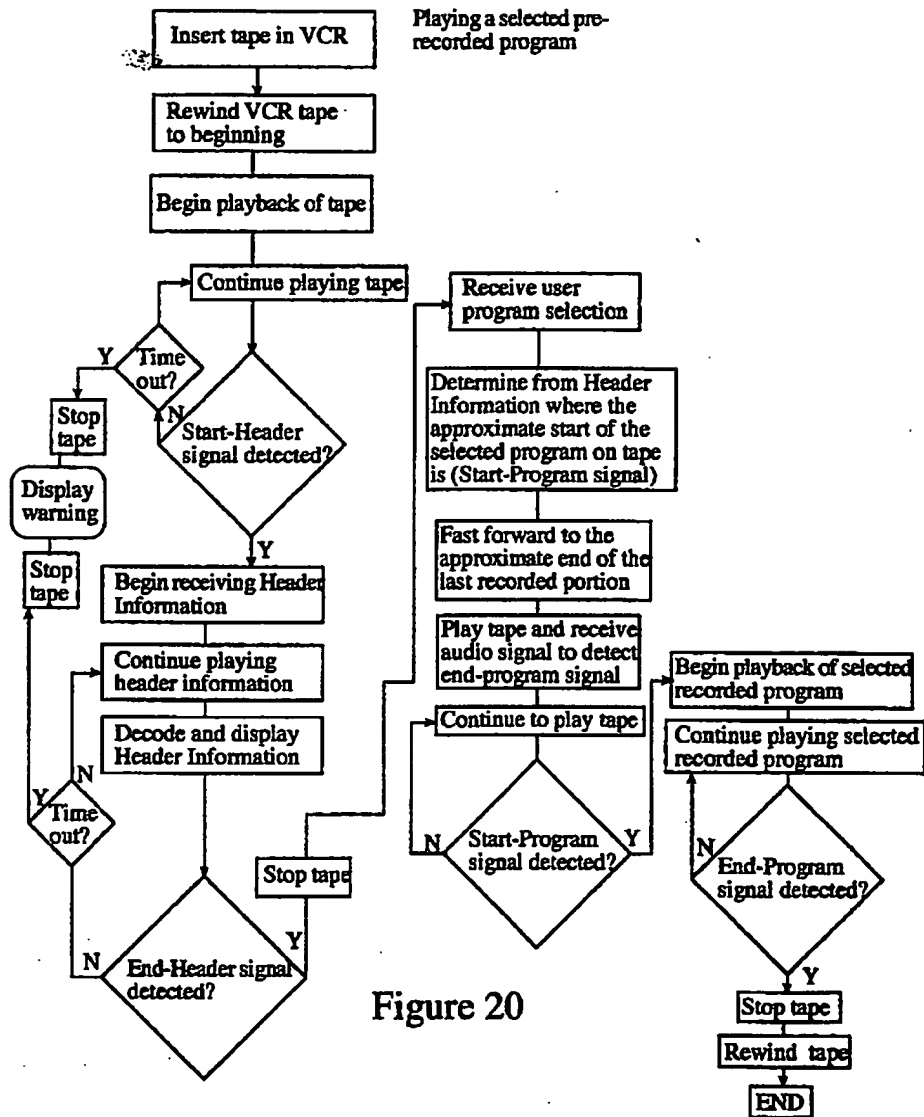 Playing a selected pre-
recorded program
Insert tape in VCR
Rewind VCR tape
to beginning
Begin playback of tape
Continue playing tape
Y
Time
out?
N
Stop
tape
Start-Header
signal detected?
Display
warning
Stop
tape
Y
Begin receiving Header
Information
Continue playing
header information
Decode and display
Header Information
N
Y
Time
out?
N
End-Header signal
detected?
Y
Stop tape
Receive user
program selection
Determine from Header
Information where the
approximate start of the
selected program on tape
is (Start-Program signal)
Fast forward to the
approximate end of the
last recorded portion
Play tape and receive
audio signal to detect
end-program signal
Continue to play tape
N
Start-Program
signal detected?
Y
Begin playback of selected
recorded program
Continue playing selected
recorded program
N
End-Program
signal detected?
Y
Stop tape
Rewind tape
END
Figure 20